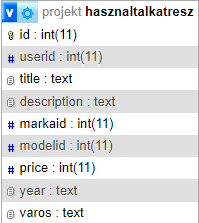 v projekt hasznaltalkatresz
id : int(11)
# userid : int(11)
title : text
description : text
# markaid : int(11)
# modelid : int(11)
# price : int(11)
year : text
varos : text